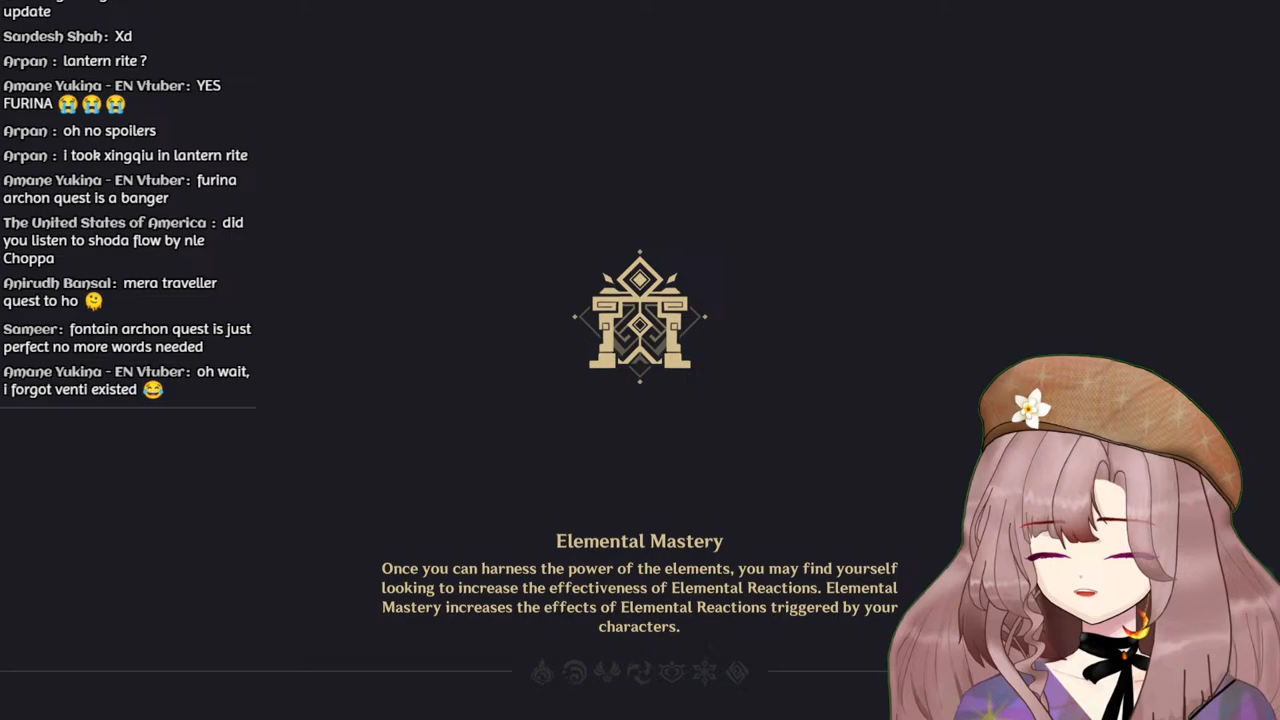 update
Sandesh Shah: Xd
Arpan : lantern rite ?
Amane Yukina - EN Vtuber: YES
FURINA 😭 😭 😭
Arpan : oh no spoilers
Arpan : i took xingqiu in lantern rite
Amane Yukina - EN Vtuber: furina
archon quest is a banger
The United States of America : did
you listen to shoda flow by nle
Choppa
Anirudh Bansal: mera traveller
quest to ho 🫠
Sameer: fontain archon quest is just
perfect no more words needed
Amane Yukina - EN Vtuber: oh wait,
i forgot venti existed 😂
Elemental Mastery
Once you can harness the power of the elements, you may find yourself
looking to increase the effectiveness of Elemental Reactions. Elemental
Mastery increases the effects of Elemental Reactions triggered by your
characters.